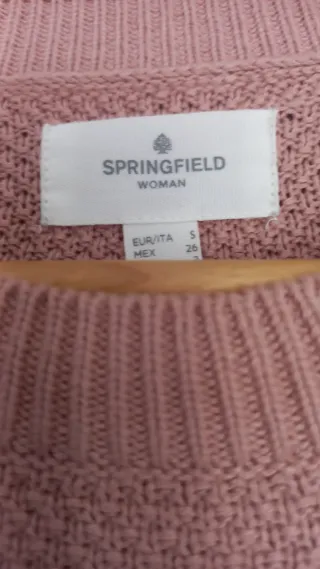 SPRINGFIELD
WOMAN
EUR/ITA S
MEX 26